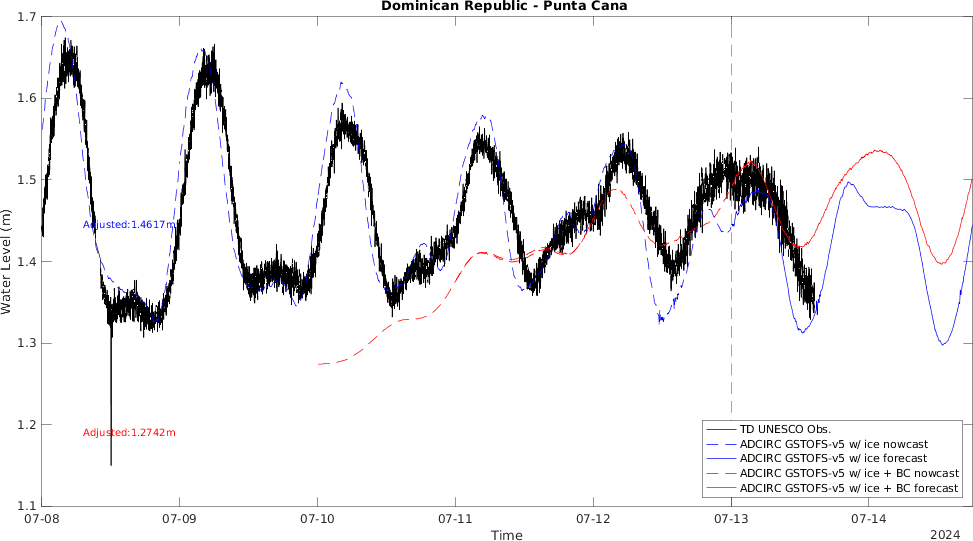 Dominican Republic - Punta Cana
1.7
1.6
1.5
1.4
1.3
1.2
1.1
Water Level (m)
Adjusted:1.4617m
Adjusted:1.2742m
TD UNESCO Obs.
ADCIRC GSTOFS-v5 w/ ice nowcast
ADCIRC GSTOFS-v5 w/ ice forecast
ADCIRC GSTOFS-v5 w/ ice + BC nowcast
ADCIRC GSTOFS-v5 w/ ice + BC forecast
07-08 07-09 07-10 07-11 07-12 07-13 07-14
Time
2024